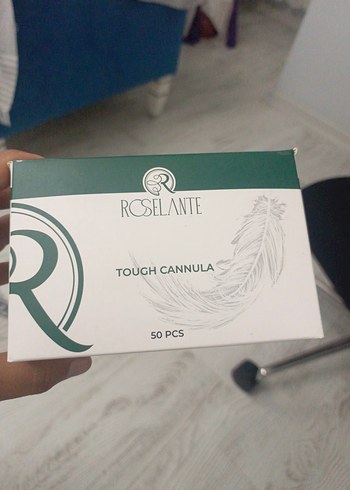 R
ROSELANTE
R
TOUGH CANNULA
50 PCS